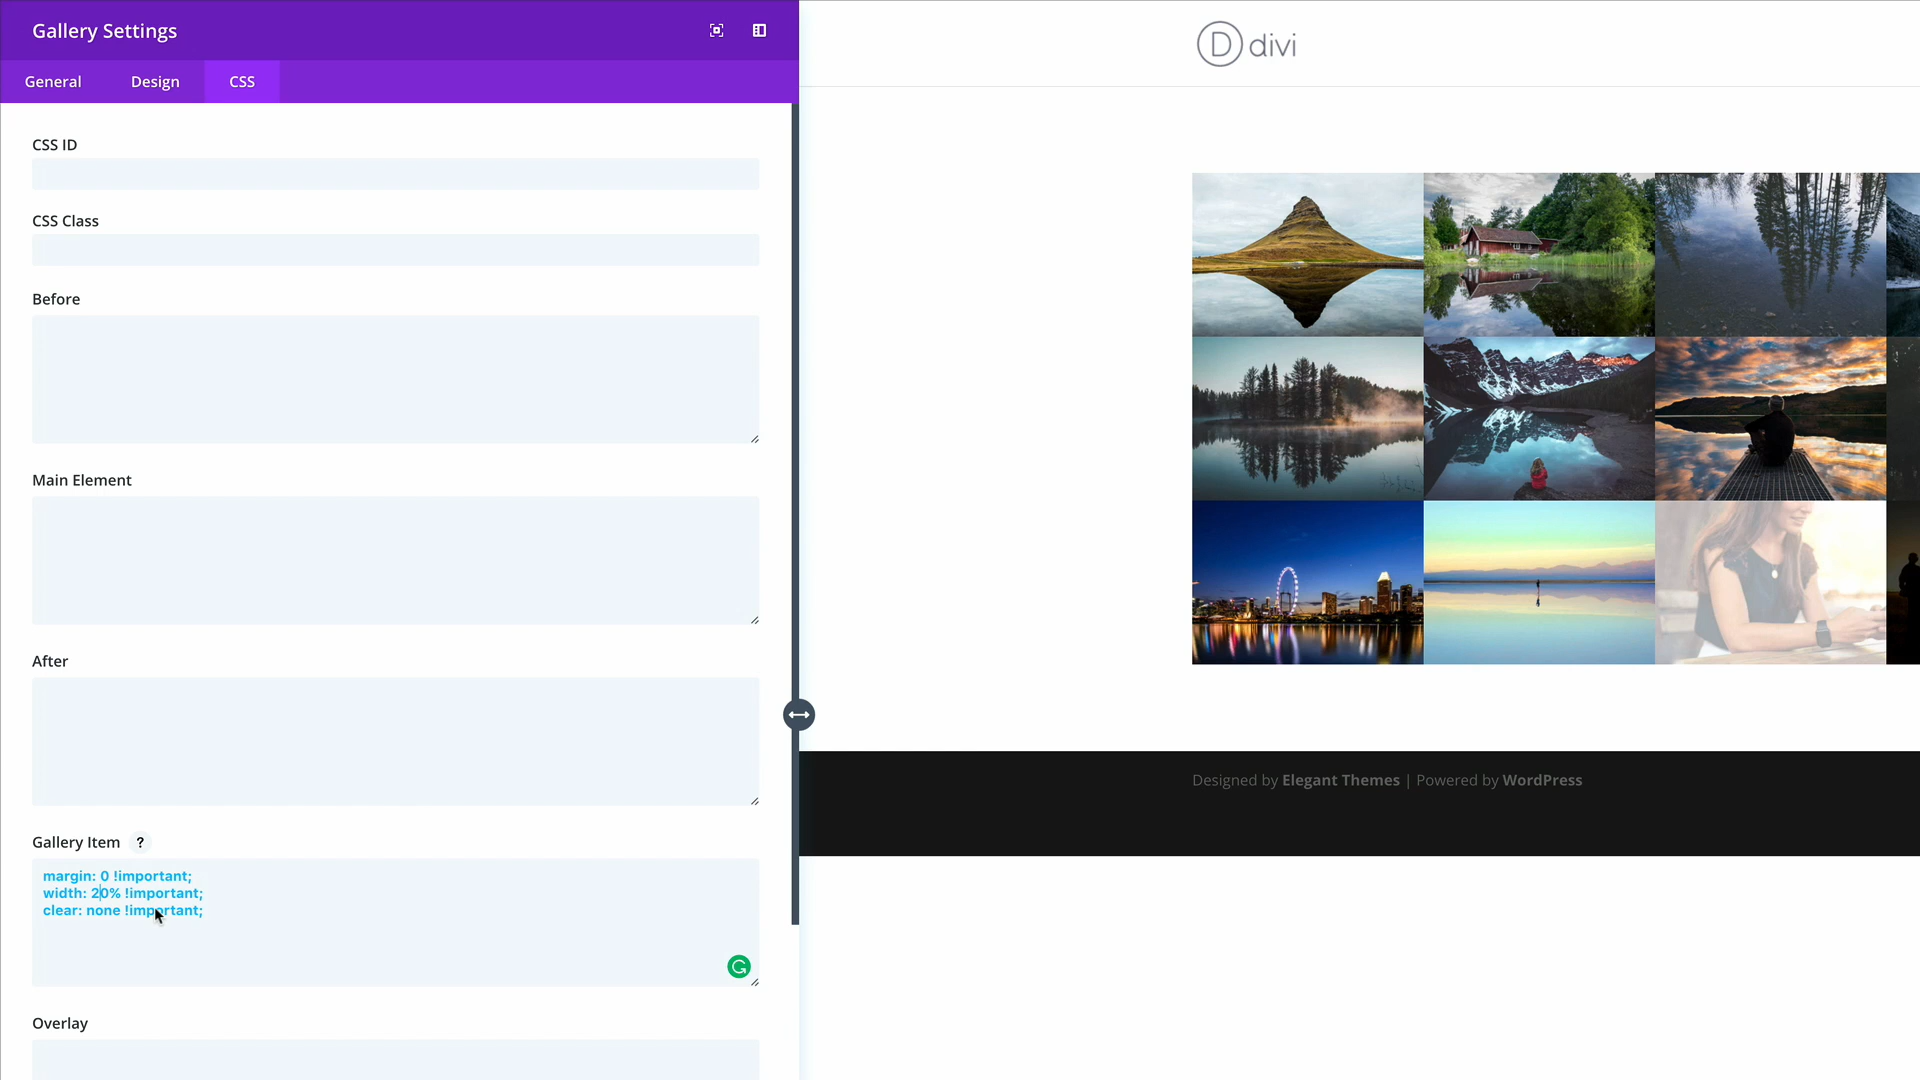 Gallery Settings
General
Design
CSS
CSS ID
CSS Class
Before
Main Element
After
Gallery Item ?
margin: 0 !important;
width: 20% !important;
clear: none !important;
Overlay
D divi
Designed by Elegant Themes | Powered by WordPress